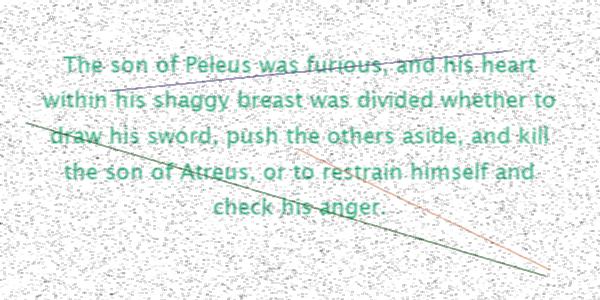 The son of Peleus was furious, and his heart
within his shaggy breast was divided whether to
draw his sword, push the others aside, and kill
the son of Atreus, or to restrain himself and
check his anger.